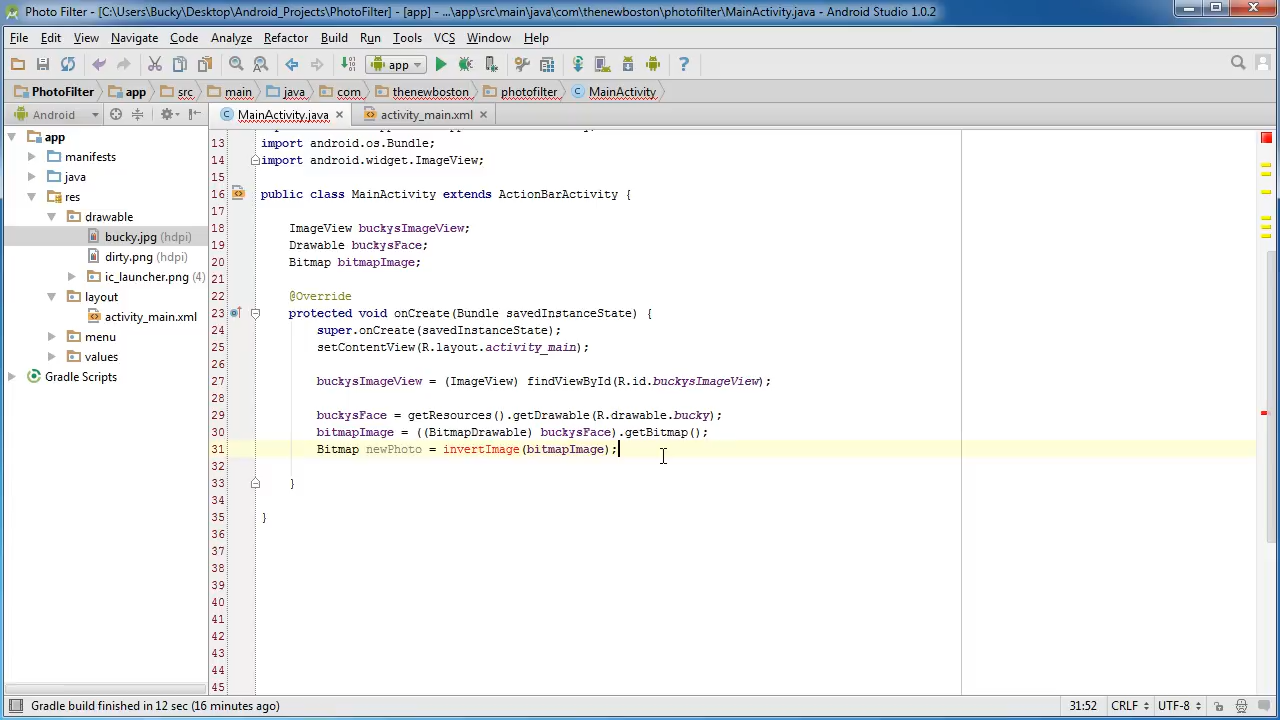 Photo Filter - [C:\Users\Bucky\Desktop\Android_Projects\PhotoFilter] - [app] - ...\app\src\main\java\com\thenewboston\photofilter\MainActivity.java - Android Studio 1.0.2
File Edit View Navigate Code Analyze Refactor Build Run Tools VCS Window Help
app
PhotoFilter app src main java com thenewboston photofilter MainActivity
Android
MainActivity.java activity_main.xml
app
manifests
java
res
drawable
bucky.jpg (hdpi)
dirty.png (hdpi)
ic_launcher.png (4)
layout
activity_main.xml
menu
values
Gradle Scripts
13 import android.os.Bundle;
14 import android.widget.ImageView;
15
16 public class MainActivity extends ActionBarActivity {
17
18 ImageView buckysImageView;
19 Drawable buckysFace;
20 Bitmap bitmapImage;
21
22 @Override
23 protected void onCreate(Bundle savedInstanceState) {
24 super.onCreate(savedInstanceState);
25 setContentView(R.layout.activity_main);
26
27 buckysImageView = (ImageView) findViewById(R.id.buckysImageView);
28
29 buckysFace = getResources().getDrawable(R.drawable.bucky);
30 bitmapImage = ((BitmapDrawable) buckysFace).getBitmap();
31 Bitmap newPhoto = invertImage(bitmapImage);
32
33 }
34
35 }
36
37
38
39
40
41
42
43
44
45
Gradle build finished in 12 sec (16 minutes ago) 31:52 CRLF UTF-8